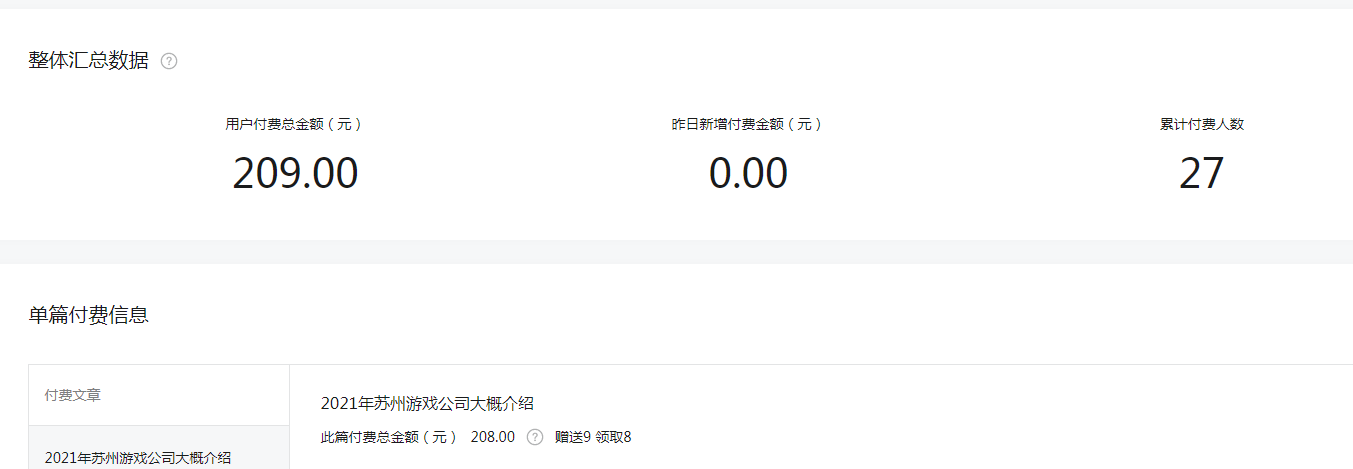 整体汇总数据 ?
用户付费总金额（元） 昨日新增付费金额（元） 累计付费人数
209.00 0.00 27
单篇付费信息
付费文章
2021年苏州游戏公司大概介绍
2021年苏州游戏公司大概介绍
此篇付费总金额（元） 208.00 ? 赠送9 领取8